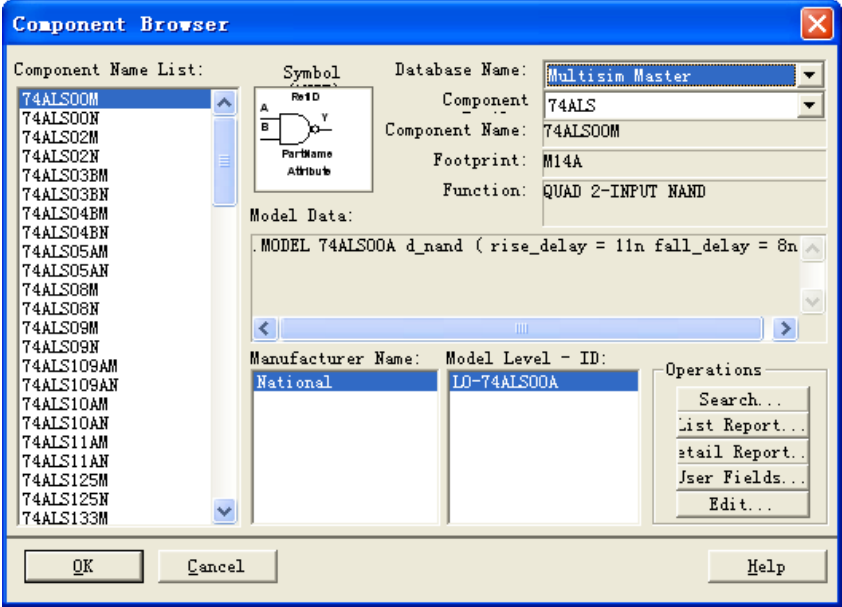 Component Browser
Component Name List:
74ALS00M
74ALS00N
74ALS02M
74ALS02N
74ALS03BM
74ALS03BN
74ALS04BM
74ALS04BN
74ALS05AM
74ALS05AN
74ALS08M
74ALS08N
74ALS09M
74ALS09N
74ALS109AM
74ALS109AN
74ALS10AM
74ALS10AN
74ALS11AM
74ALS11AN
74ALS125M
74ALS125N
74ALS133M
Symbol
RefID
A
B
Y
PartName
Attribute
Database Name: Multisim Master
Component 74ALS
Component Name: 74ALS00M
Footprint: M14A
Function: QUAD 2-INPUT NAND
Model Data:
.MODEL 74ALS00A d_nand ( rise_delay = 11n fall_delay = 8n
Manufacturer Name:
National
Model Level - ID:
LO-74ALS00A
Operations
Search...
List Report...
etail Report..
User Fields...
Edit...
OK
Cancel
Help